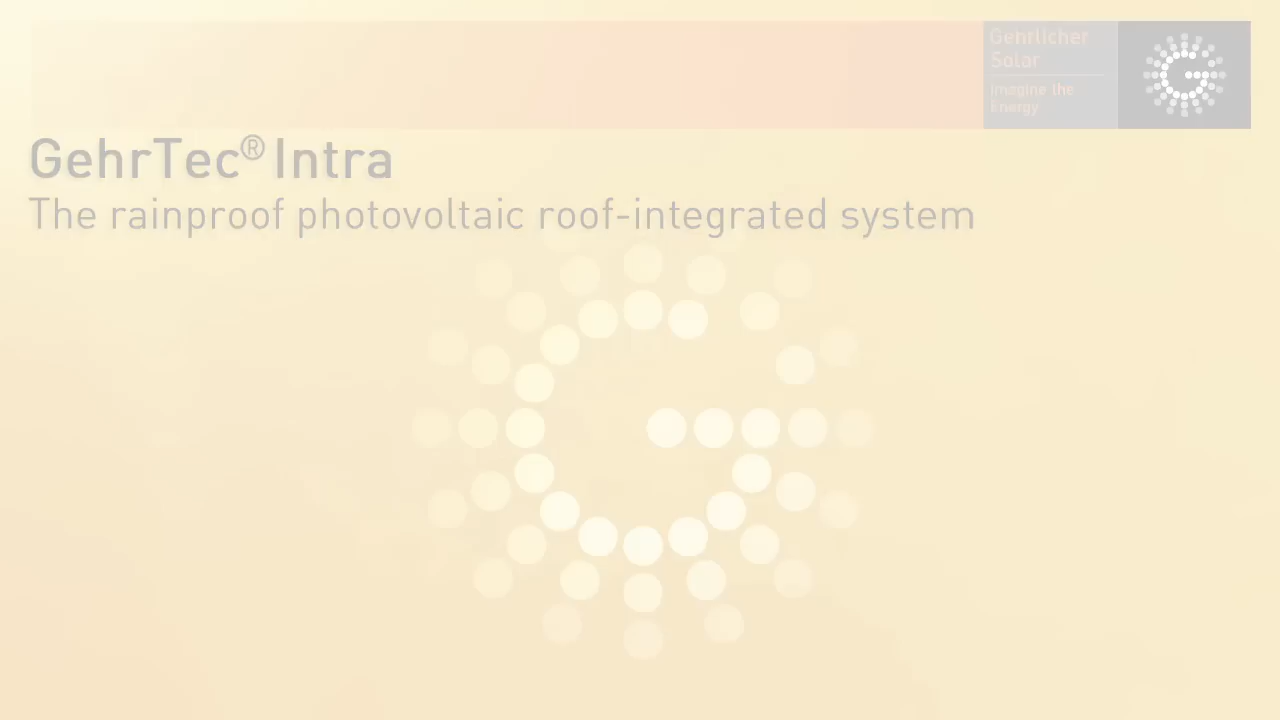 Gehrlicher
Solar
Imagine the
Energy
GehrTec® Intra
The rainproof photovoltaic roof-integrated system